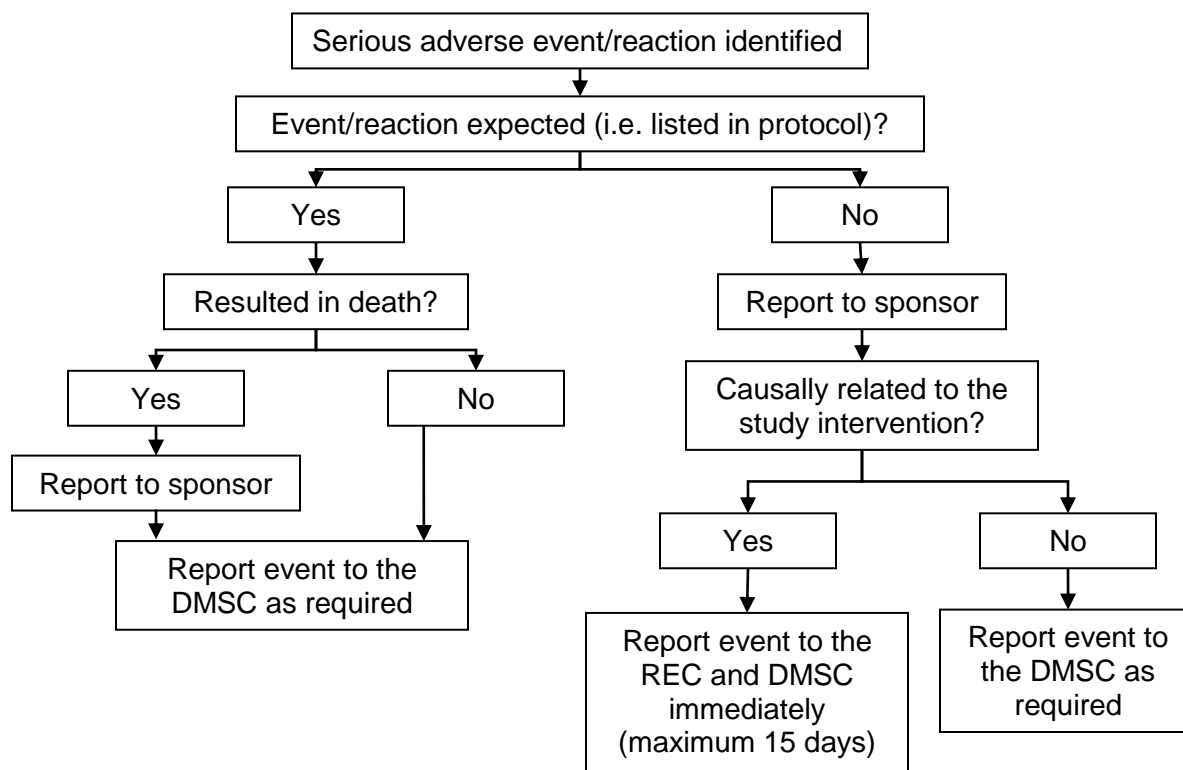 Serious adverse event/reaction identified
Event/reaction expected (i.e. listed in protocol)?
Yes
No
Resulted in death?
Report to sponsor
Yes
No
Causally related to the
study intervention?
Report to sponsor
Yes
No
Report event to the
DMSC as required
Report event to the
REC and DMSC
immediately
(maximum 15 days)
Report event to
the DMSC as
required